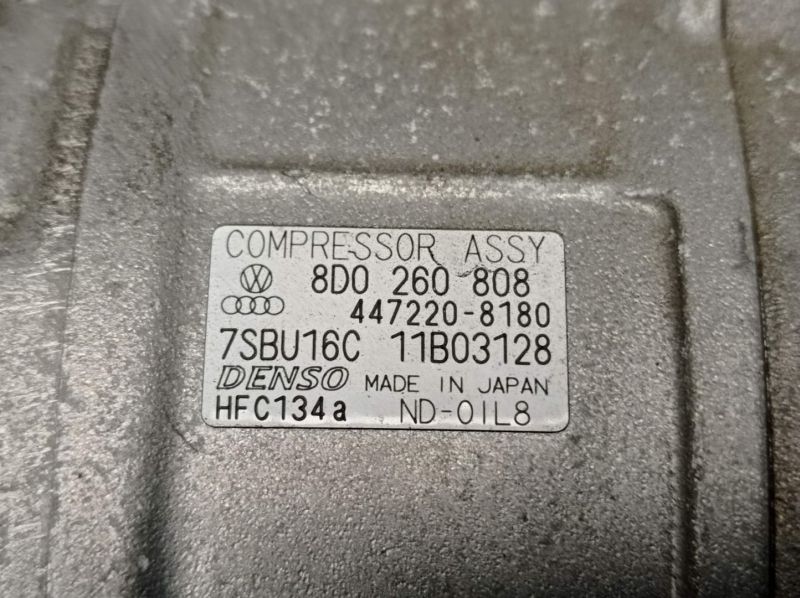 COMPRESSOR ASSY
8D0 260 808
447220-8180
7SBU16C 11B03128
DENSO MADE IN JAPAN
HFC134a ND-OIL8